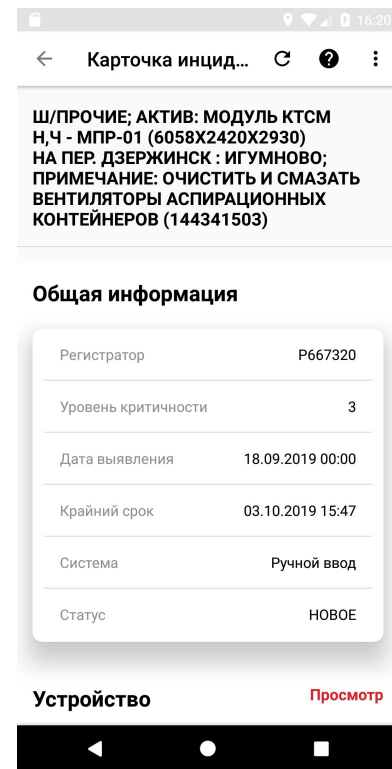 16:20
Карточка инцид...
Ш/ПРОЧИЕ; АКТИВ: МОДУЛЬ КТСМ
Н,Ч - МПР-01 (6058Х2420Х2930)
НА ПЕР. ДЗЕРЖИНСК : ИГУМНОВО;
ПРИМЕЧАНИЕ: ОЧИСТИТЬ И СМАЗАТЬ
ВЕНТИЛЯТОРЫ АСПИРАЦИОННЫХ
КОНТЕЙНЕРОВ (144341503)
Общая информация
Регистратор Р667320
Уровень критичности 3
Дата выявления 18.09.2019 00:00
Крайний срок 03.10.2019 15:47
Система Ручной ввод
Статус НОВОЕ
Устройство Просмотр